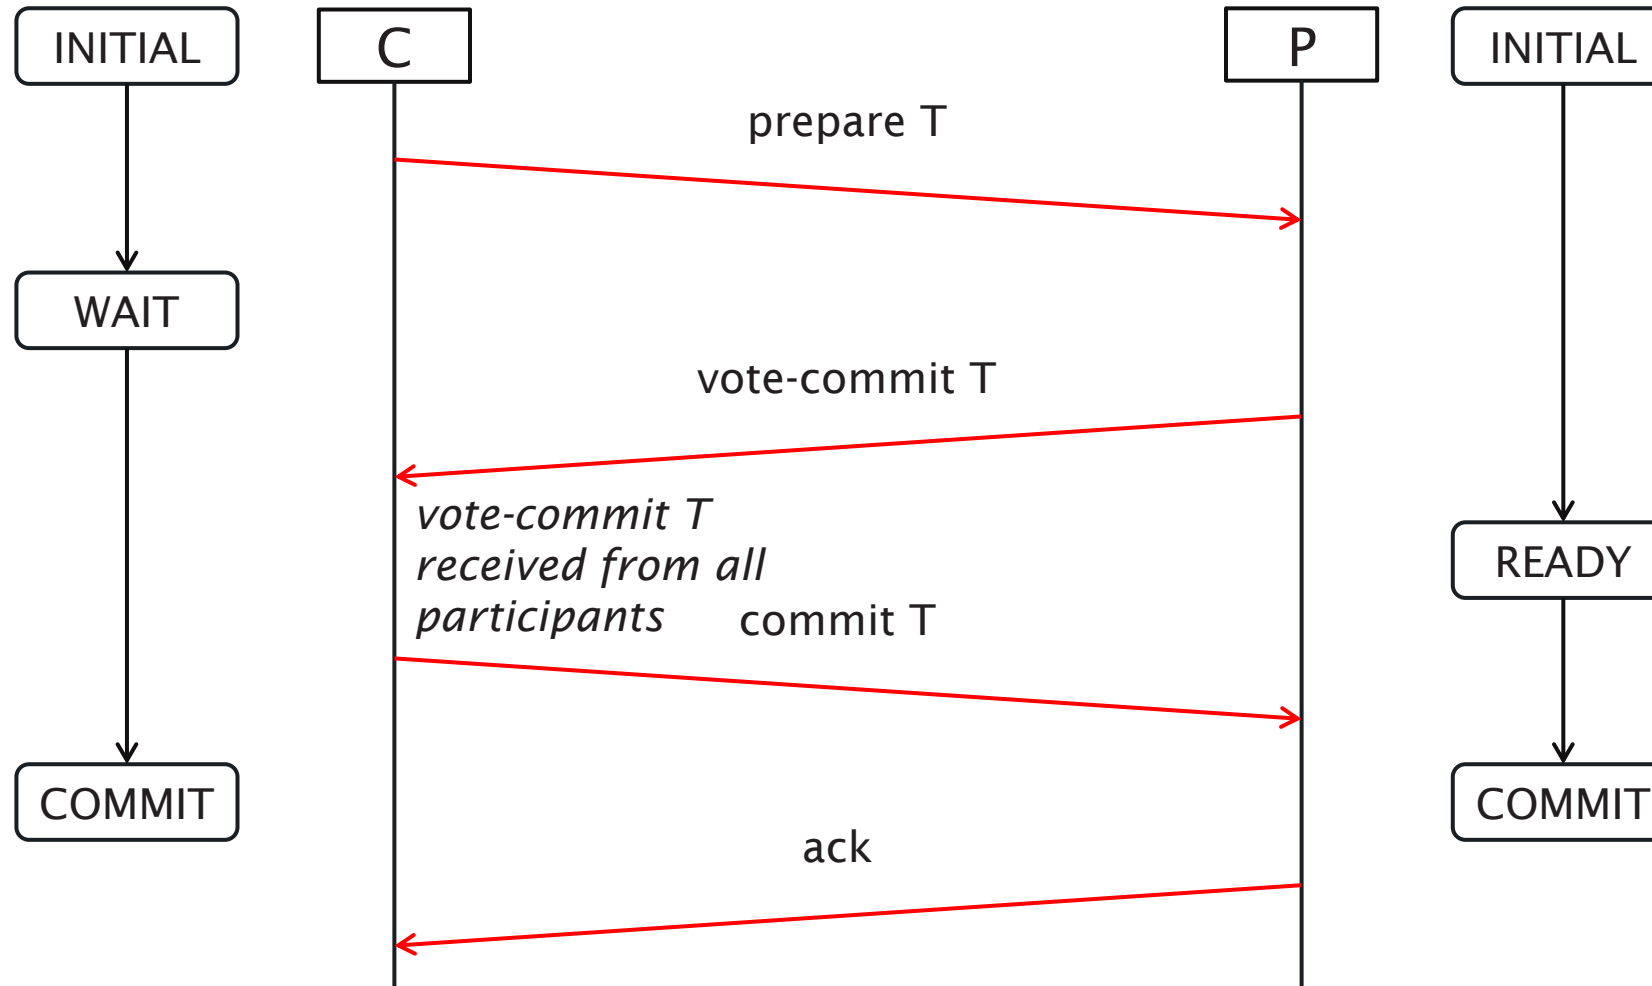 INITIAL
C
P
INITIAL
prepare T
WAIT
vote-commit T
vote-commit T
received from all
participants
commit T
READY
COMMIT
COMMIT
ack